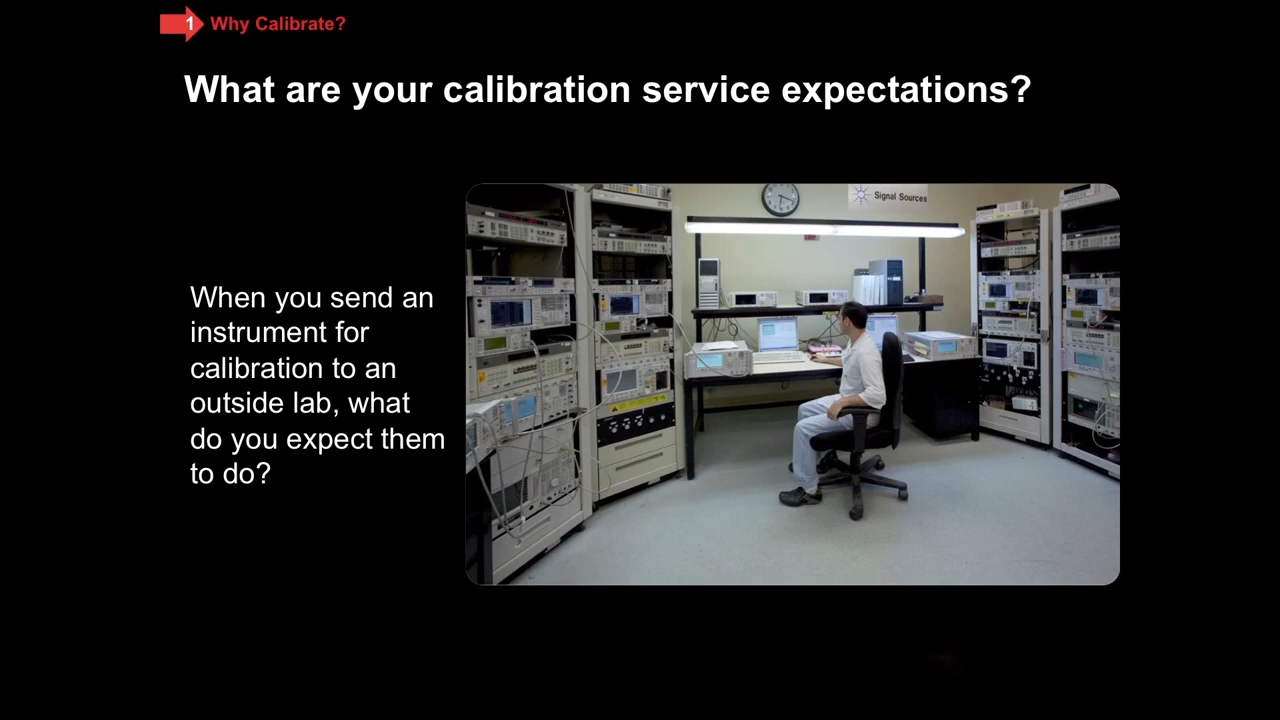 1 Why Calibrate?
What are your calibration service expectations?
Signal Sources
When you send an
instrument for
calibration to an
outside lab, what
do you expect them
to do?